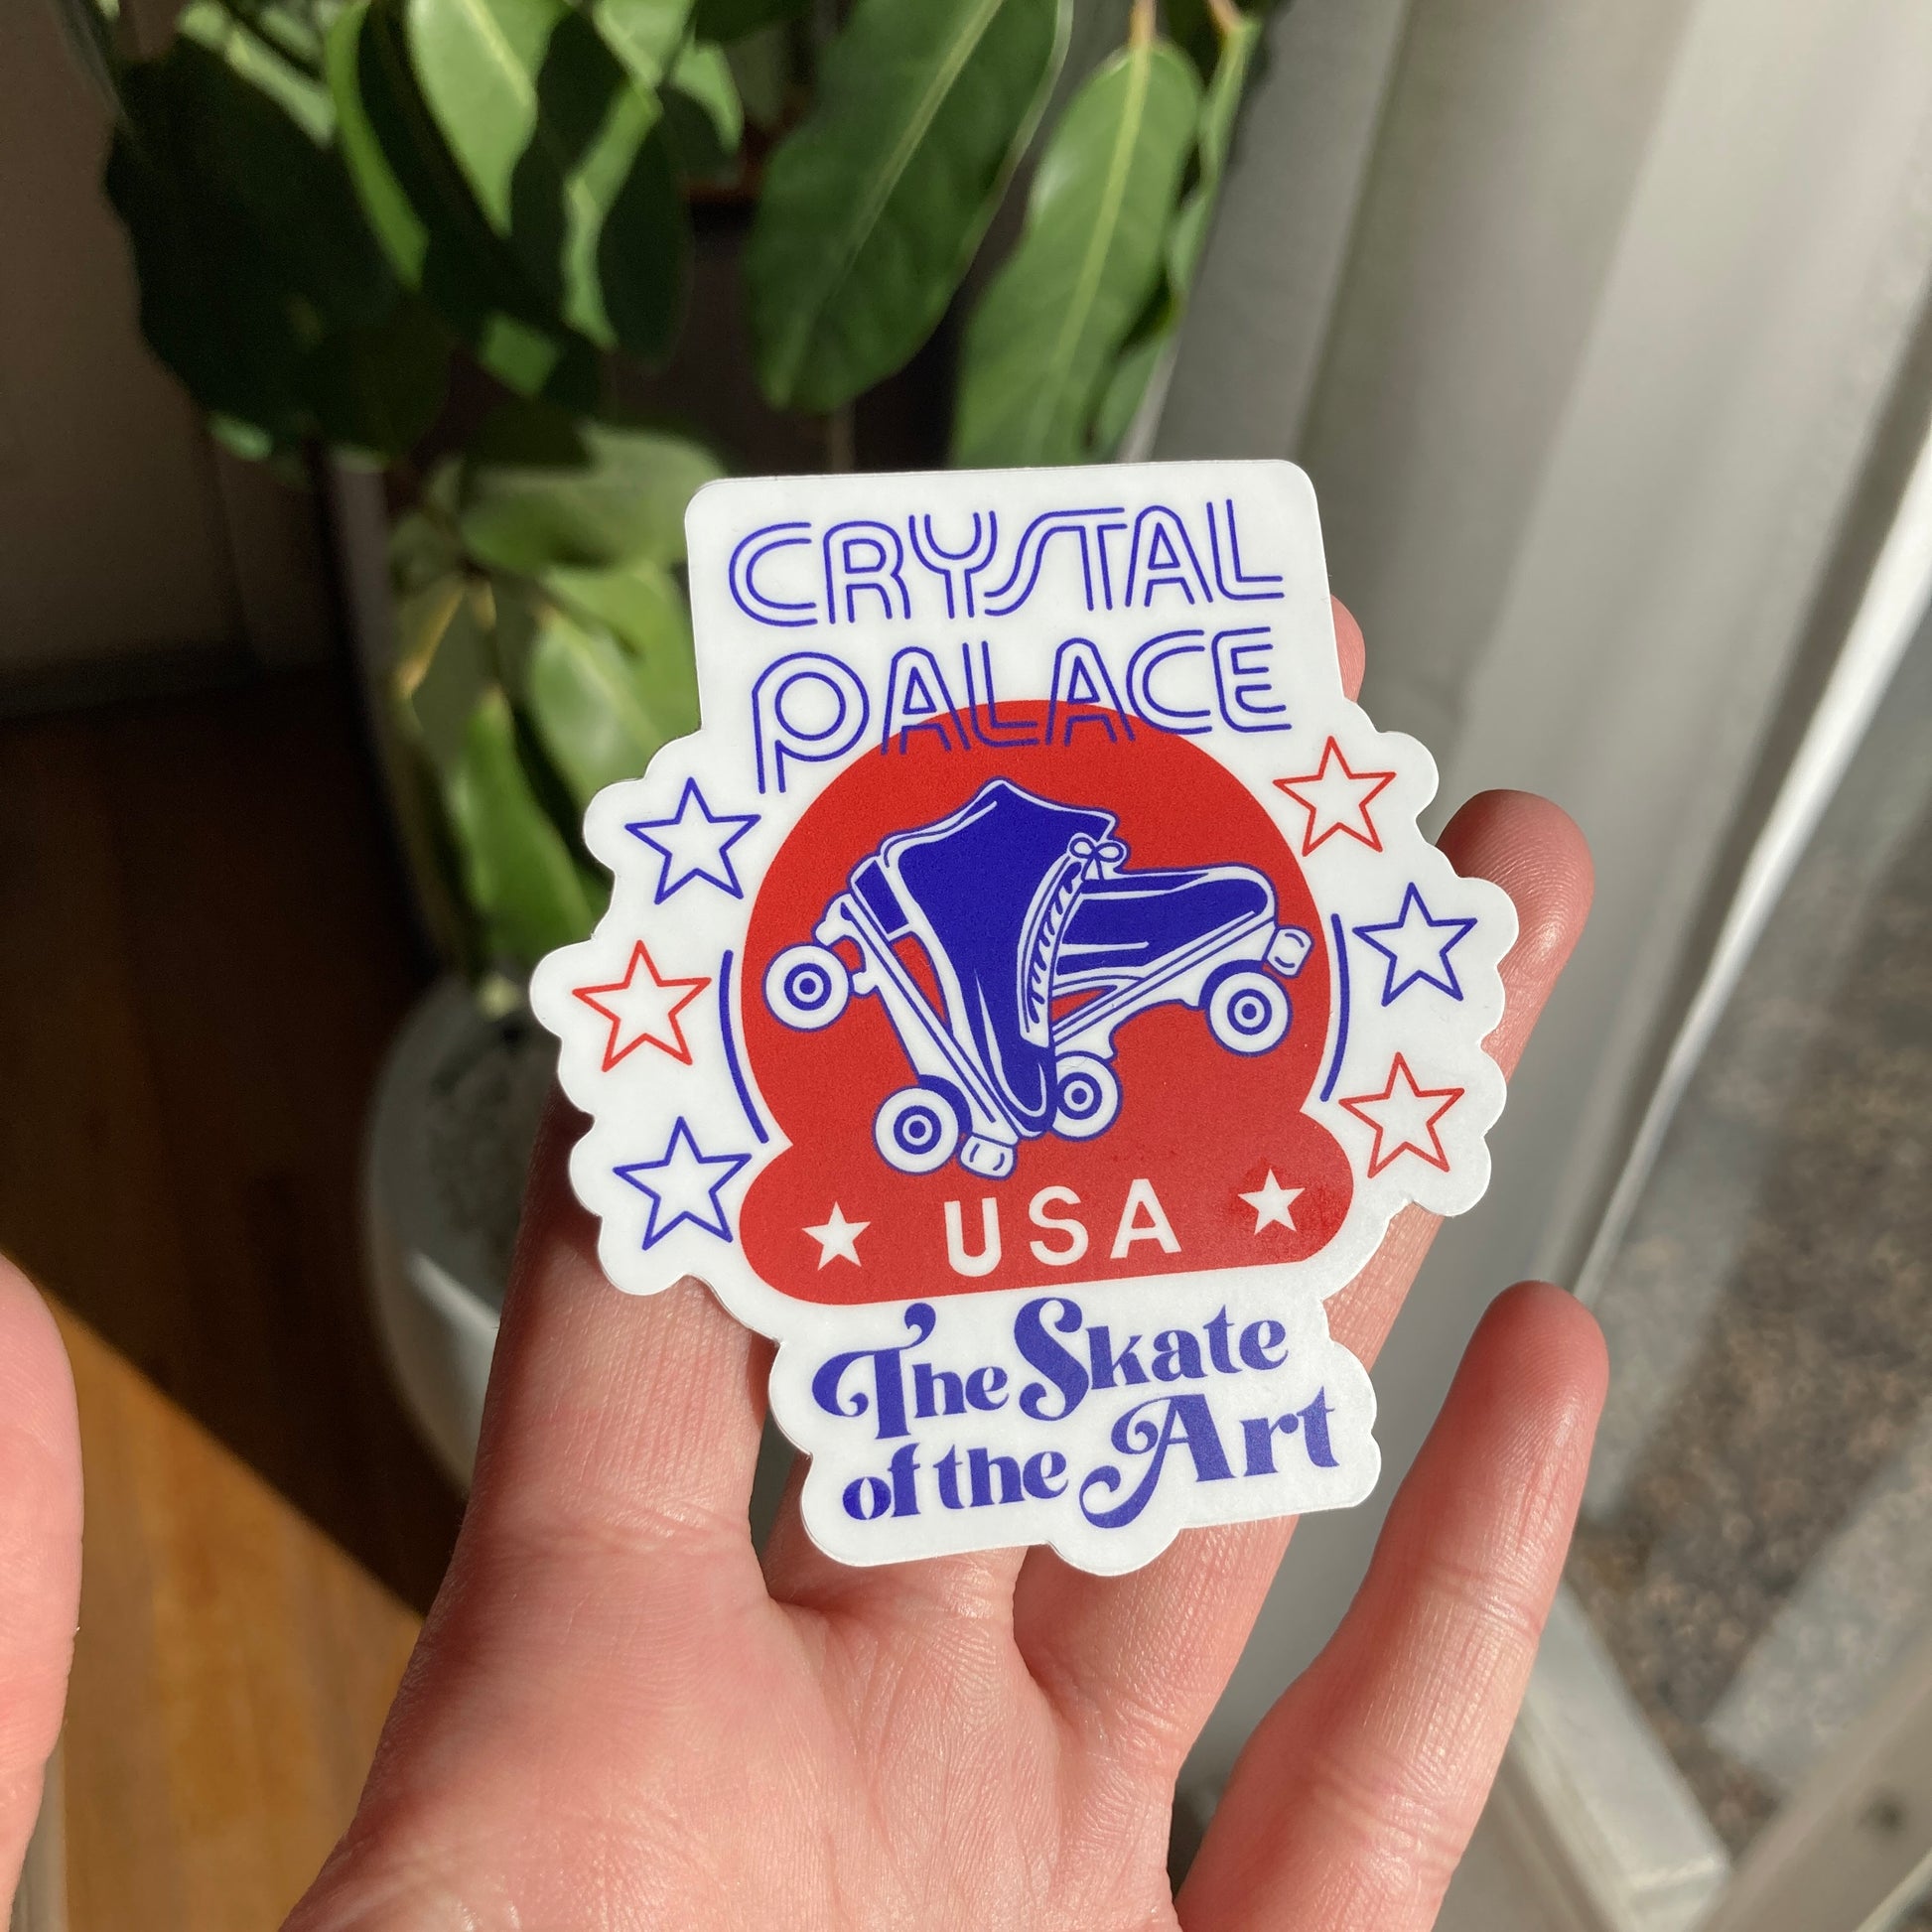 CRYSTAL
PALACE
USA
The Skate
of the Art